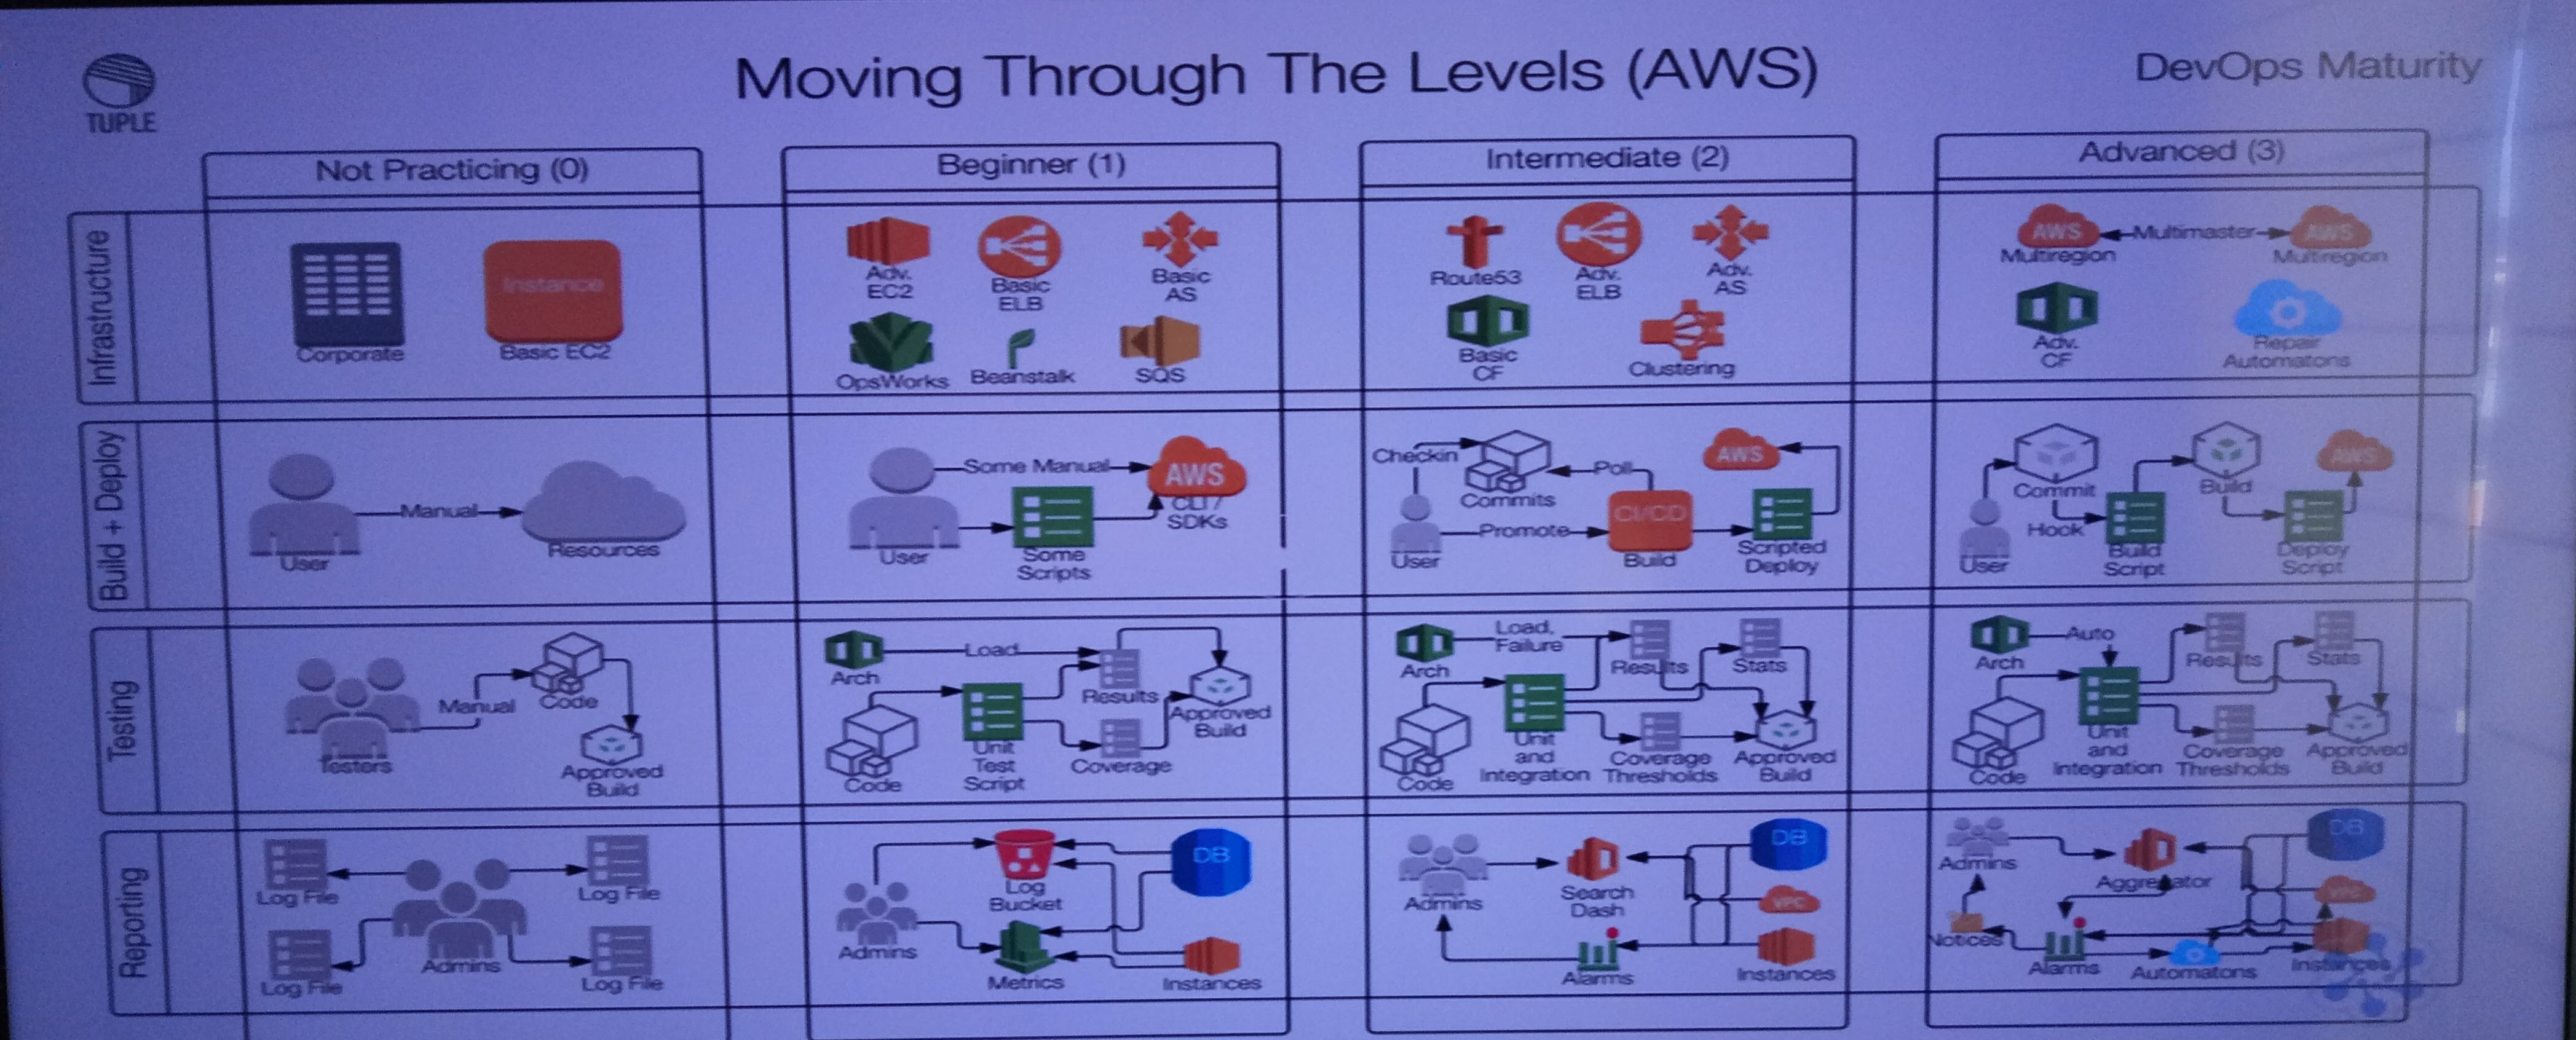 TUPLE
Moving Through The Levels (AWS)
DevOps Maturity
Not Practicing (0)
Beginner (1)
Intermediate (2)
Advanced (3)
Infrastructure
Corporate
Instance
Basic EC2
Adv.
EC2
Basic
ELB
Basic
AS
OpsWorks
Beanstalk
SQS
Route53
Adv.
ELB
Adv.
AS
Basic
CF
Clustering
AWS
Multiregion
Multimaster
AWS
Multiregion
Adv.
CF
Repair
Automatons
Build + Deploy
User
Manual
Resources
User
Some Manual
Some
Scripts
AWS
CLI /
SDKs
Checkin
User
Commits
Poll
Promote
CI/CD
Build
AWS
Scripted
Deploy
User
Commit
Hook
Build
Script
Build
AWS
Deploy
Script
Testing
Testers
Manual
Code
Approved
Build
Arch
Load
Code
Unit
Test
Script
Results
Coverage
Approved
Build
Arch
Load,
Failure
Code
Unit
and
Integration
Results
Coverage
Thresholds
Stats
Approved
Build
Arch
Auto
Code
Unit
and
Integration
Results
Coverage
Thresholds
Stats
Approved
Build
Reporting
Log File
Log File
Admins
Log File
Log File
Admins
Log
Bucket
Metrics
DB
Instances
Admins
Search
Dash
Alarms
DB
VPC
Instances
Admins
Notices
Aggregator
Alarms
Automatons
DB
VPC
Instances